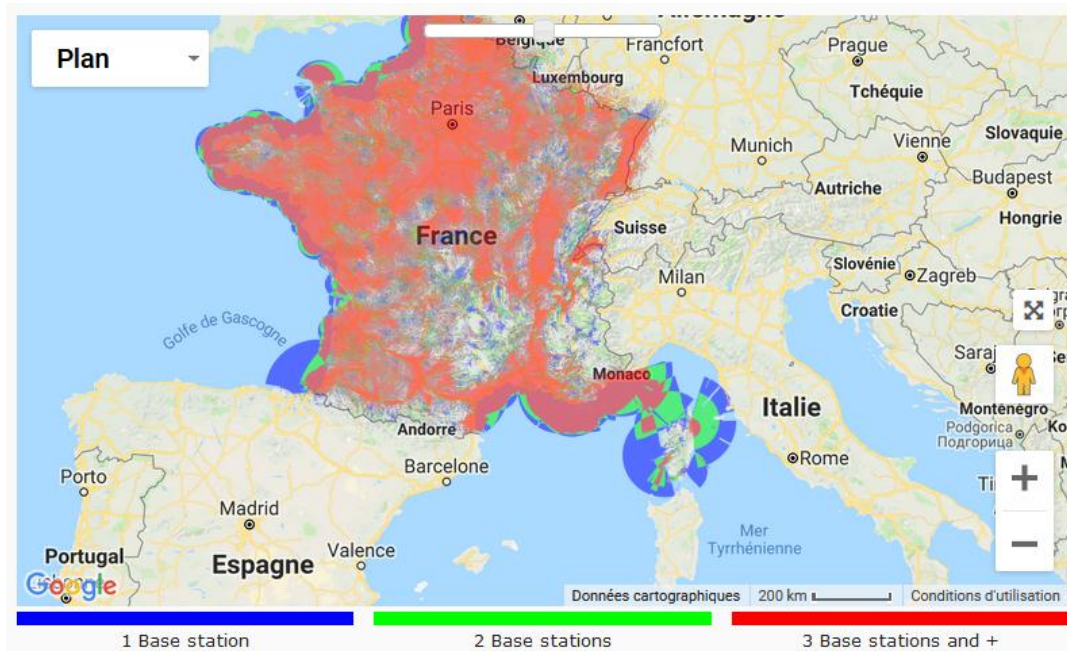 Allemagne
Plan
Belgique
Francfort
Prague
Luxembourg
Tchéquie
Paris
Slovaquie
Munich
Vienne
Budapest
Autriche
Hongrie
France
Suisse
Slovénie
Zagreb
Milan
Croatie
Golfe de Gascogne
Monaco
Italie
Monténégro
Podgorica
Подгорица
Andorre
Rome
Barcelone
Porto
Madrid
Mer
Tyrrhénienne
Valence
Portugal
Espagne
Google
Données cartographiques
200 km
Conditions d'utilisation
1 Base station
2 Base stations
3 Base stations and +